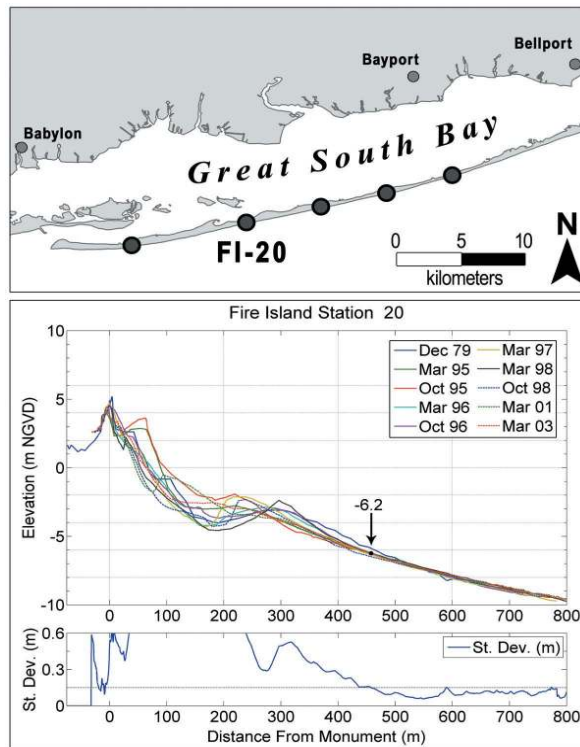 Bellport
Bayport
Babylon
Great South Bay
FI-20
N
0 5 10
kilometers
Fire Island Station 20
10
5
0
-5
-10
Elevation (m NGVD)
Dec 79 Mar 97
Mar 95 Mar 98
Oct 95 Oct 98
Mar 96 Mar 01
Oct 96 Mar 03
-6.2
0 100 200 300 400 500 600 700 800
0.6
0.3
0
St. Dev. (m)
St. Dev. (m)
0 100 200 300 400 500 600 700 800
Distance From Monument (m)